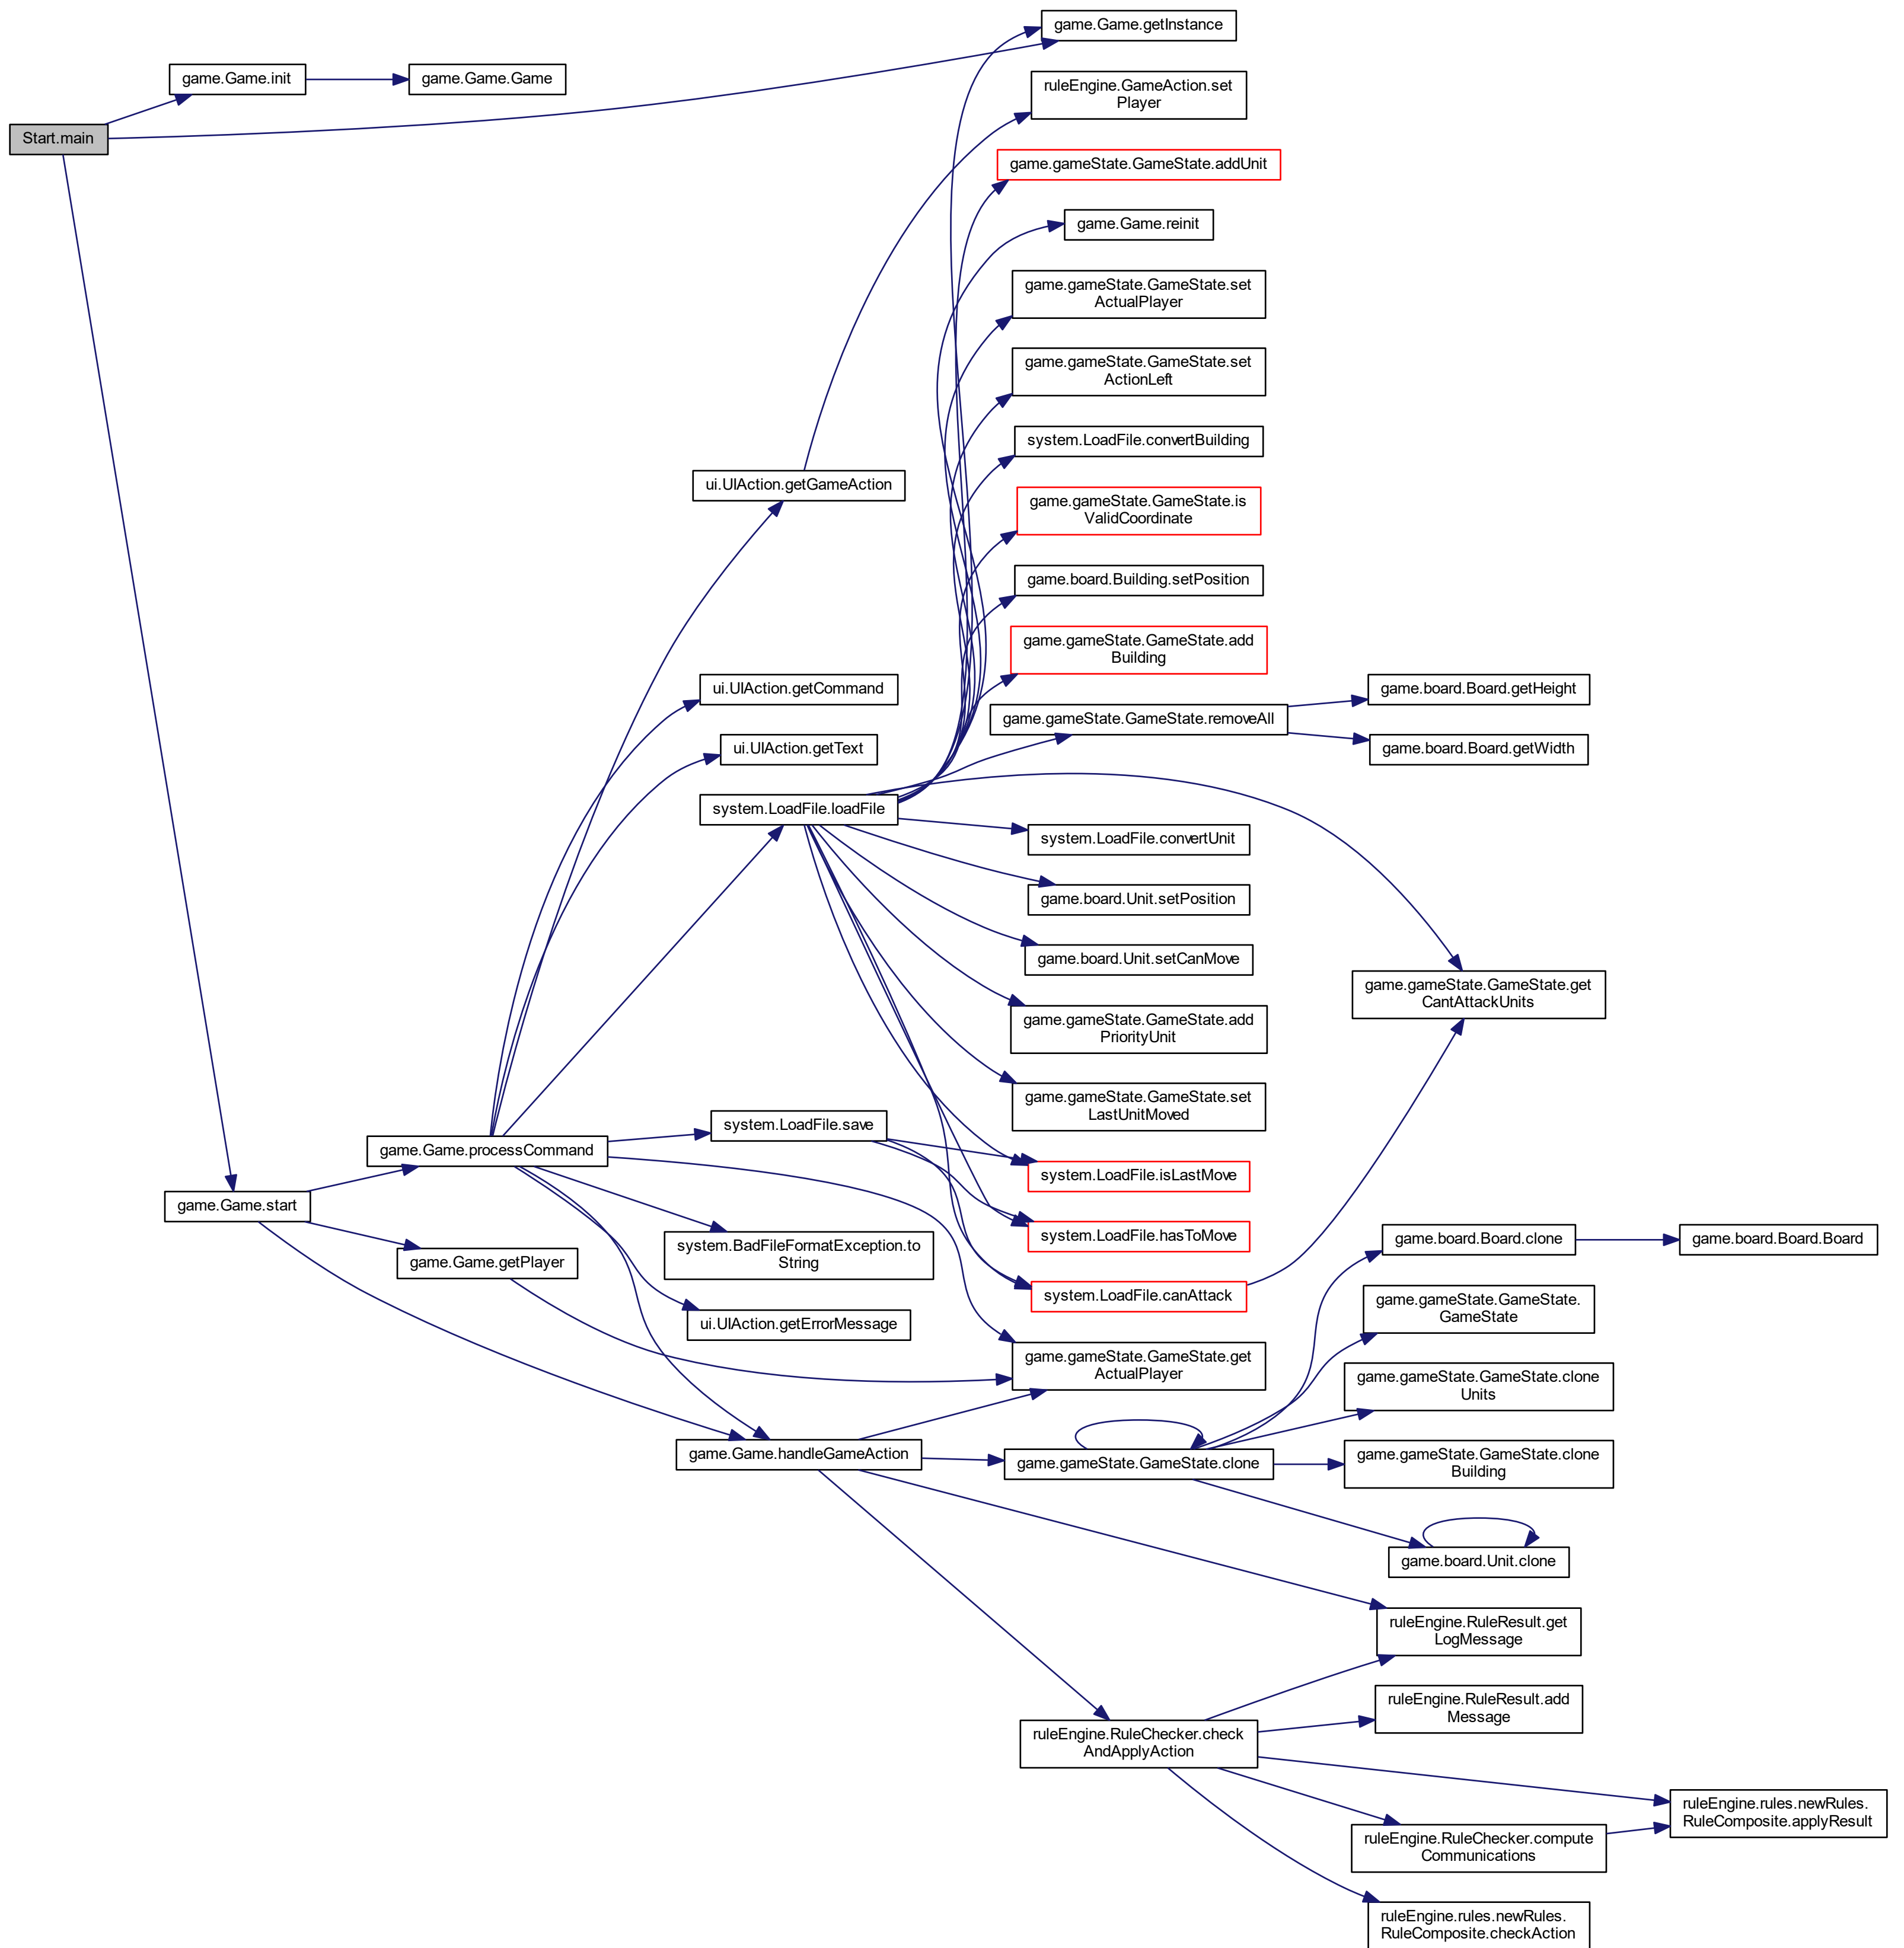 game.Game.getInstance
game.Game.init
game.Game.Game
ruleEngine.GameAction.set
Player
Start.main
game.gameState.GameState.addUnit
game.Game.reinit
game.gameState.GameState.set
ActualPlayer
game.gameState.GameState.set
ActionLeft
system.LoadFile.convertBuilding
ui.UIAction.getGameAction
game.gameState.GameState.is
ValidCoordinate
game.board.Building.setPosition
game.gameState.GameState.add
Building
ui.UIAction.getCommand
game.board.Board.getHeight
game.gameState.GameState.removeAll
ui.UIAction.getText
game.board.Board.getWidth
system.LoadFile.loadFile
system.LoadFile.convertUnit
game.board.Unit.setPosition
game.board.Unit.setCanMove
game.gameState.GameState.get
CantAttackUnits
game.gameState.GameState.add
PriorityUnit
game.gameState.GameState.set
LastUnitMoved
system.LoadFile.save
game.Game.processCommand
system.LoadFile.isLastMove
game.Game.start
system.LoadFile.hasToMove
game.board.Board.clone
game.board.Board.Board
system.BadFileFormatException.to
String
game.Game.getPlayer
system.LoadFile.canAttack
game.gameState.GameState.
GameState
ui.UIAction.getErrorMessage
game.gameState.GameState.get
ActualPlayer
game.gameState.GameState.clone
Units
game.Game.handleGameAction
game.gameState.GameState.clone
game.gameState.GameState.clone
Building
game.board.Unit.clone
ruleEngine.RuleResult.get
LogMessage
ruleEngine.RuleResult.add
Message
ruleEngine.RuleChecker.check
AndApplyAction
ruleEngine.rules.newRules.
RuleComposite.applyResult
ruleEngine.RuleChecker.compute
Communications
ruleEngine.rules.newRules.
RuleComposite.checkAction